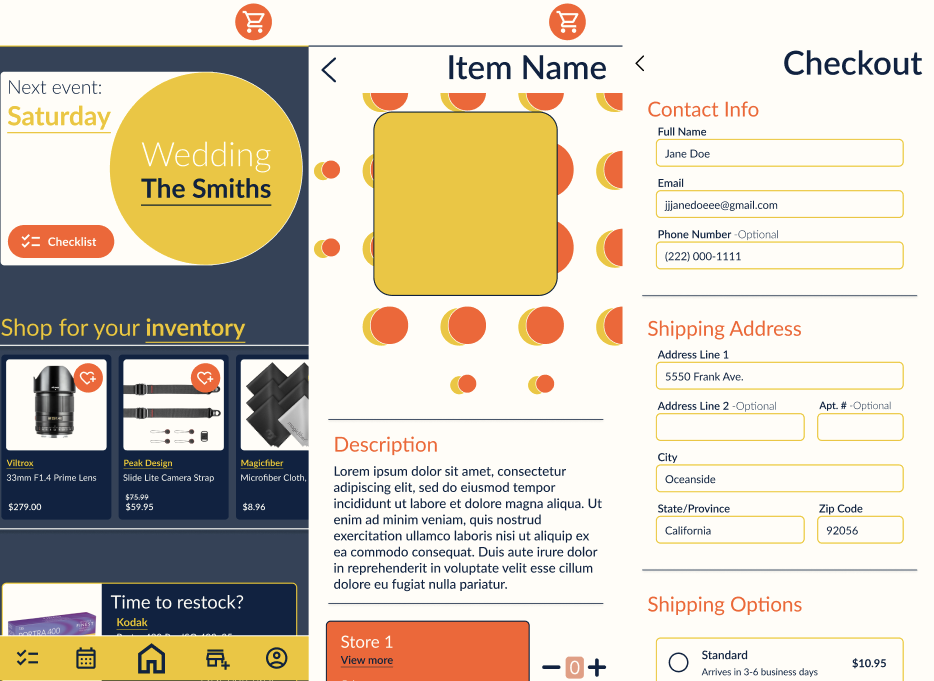 Next event:
Saturday
Wedding
The Smiths
Checklist
Shop for your inventory
Viltrox
33mm F1.4 Prime Lens
$279.00
Peak Design
Slide Lite Camera Strap
$75.99
$59.95
Magicfiber
Microfiber Cloth,
$8.96
Time to restock?
Kodak
PORTRA 400
Item Name
Description
Lorem ipsum dolor sit amet, consectetur
adipiscing elit, sed do eiusmod tempor
incididunt ut labore et dolore magna aliqua. Ut
enim ad minim veniam, quis nostrud
exercitation ullamco laboris nisi ut aliquip ex
ea commodo consequat. Duis aute irure dolor
in reprehenderit in voluptate velit esse cillum
dolore eu fugiat nulla pariatur.
Store 1
View more
0
Checkout
Contact Info
Full Name
Jane Doe
Email
jjjanedoeee@gmail.com
Phone Number -Optional
(222) 000-1111
Shipping Address
Address Line 1
5550 Frank Ave.
Address Line 2 -Optional
Apt. # -Optional
City
Oceanside
State/Province
Zip Code
California
92056
Shipping Options
Standard
Arrives in 3-6 business days
$10.95